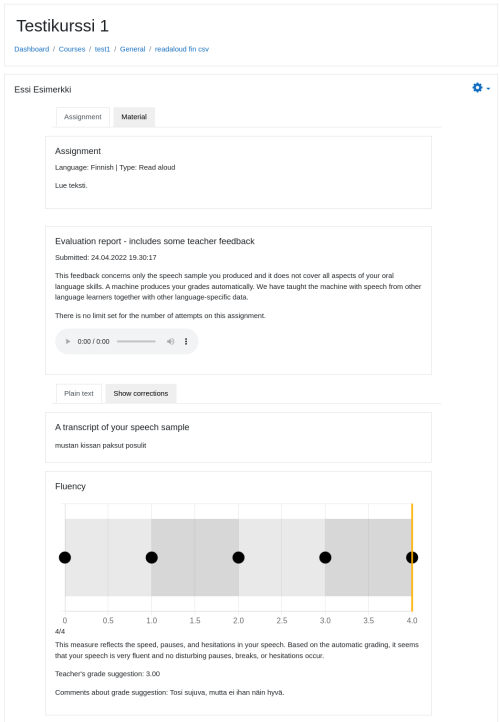 Testikurssi 1
Dashboard / Courses / test1 / General / readaloud fin csv
Essi Esimerkki
Assignment Material
Assignment
Language: Finnish | Type: Read aloud
Lue teksti.
Evaluation report - includes some teacher feedback
Submitted: 24.04.2022 19.30:17
This feedback concerns only the speech sample you produced and it does not cover all aspects of your oral
language skills. A machine produces your grades automatically. We have taught the machine with speech from other
language learners together with other language-specific data.
There is no limit set for the number of attempts on this assignment.
0:00 / 0:00
Plain text Show corrections
A transcript of your speech sample
mustan kissan paksut posulit
Fluency
0 0.5 1.0 1.5 2.0 2.5 3.0 3.5 4.0
4/4
This measure reflects the speed, pauses, and hesitations in your speech. Based on the automatic grading, it seems
that your speech is very fluent and no disturbing pauses, breaks, or hesitations occur.
Teacher's grade suggestion: 3.00
Comments about grade suggestion: Tosi sujuva, mutta ei ihan näin hyvä.